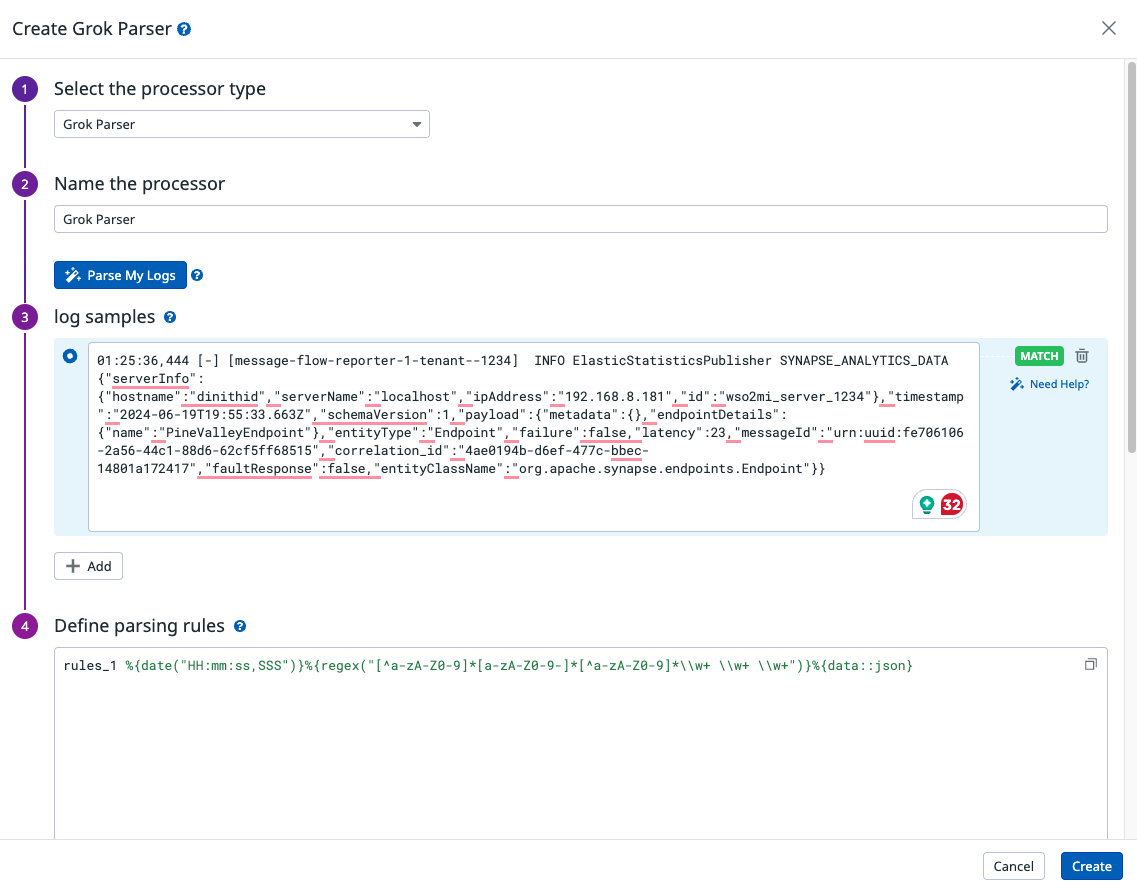 Create Grok Parser ?
1 Select the processor type
Grok Parser
2 Name the processor
Grok Parser
Parse My Logs ?
3 log samples ?
01:25:36,444 [-] [message-flow-reporter-1-tenant--1234]  INFO ElasticStatisticsPublisher SYNAPSE_ANALYTICS_DATA
{"serverInfo":
{"hostname":"dinithid","serverName":"localhost","ipAddress":"192.168.8.181","id":"wso2mi_server_1234"},"timestamp
":"2024-06-19T19:55:33.663Z","schemaVersion":1,"payload":{"metadata":{},"endpointDetails":
{"name":"PineValleyEndpoint"},"entityType":"Endpoint","failure":false,"latency":23,"messageId":"urn:uuid:fe706106
-2a56-44c1-88d6-62cf5ff68515","correlation_id":"4ae0194b-d6ef-477c-bbec-
14801a172417","faultResponse":false,"entityClassName":"org.apache.synapse.endpoints.Endpoint"}}
MATCH
Need Help?
32
Add
4 Define parsing rules ?
rules_1 %{date("HH:mm:ss,SSS")}%{regex("[^a-zA-Z0-9]*[a-zA-Z0-9-]*[^a-zA-Z0-9]*\\w+ \\w+ \\w+")}%{data::json}
Cancel
Create